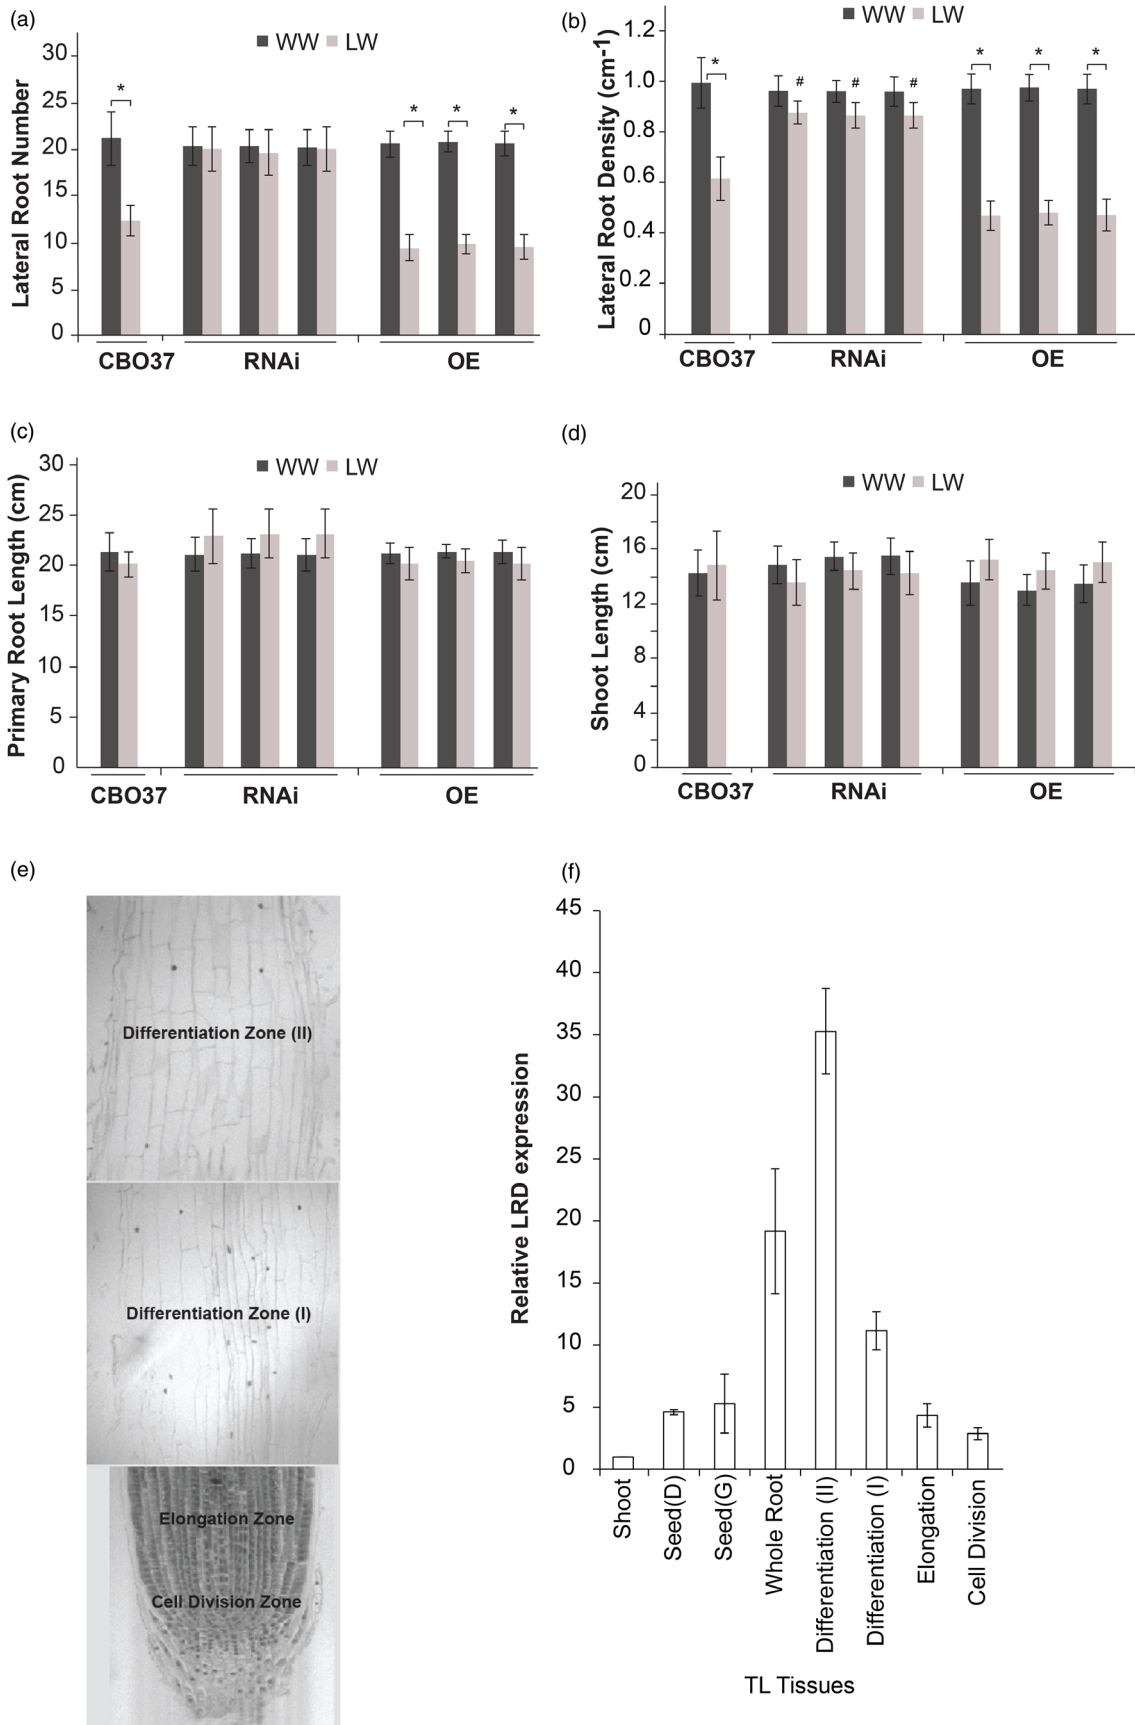 (a)
WW LW
Lateral Root Number
30
25
20
15
10
5
0
* * * *
CBO37 RNAi OE
(b)
WW LW
Lateral Root Density (cm-1)
1.2
1.0
0.8
0.6
0.4
0.2
0
* # # # * * *
CBO37 RNAi OE
(c)
WW LW
Primary Root Length (cm)
30
25
20
15
10
5
0
CBO37 RNAi OE
(d)
WW LW
Shoot Length (cm)
20
16
12
8
4
0
CBO37 RNAi OE
(e)
Differentiation Zone (II)
Differentiation Zone (I)
Elongation Zone
Cell Division Zone
(f)
Relative LRD expression
45
40
35
30
25
20
15
10
5
0
Shoot
Seed(D)
Seed(G)
Whole Root
Differentiation (II)
Differentiation (I)
Elongation
Cell Division
TL Tissues